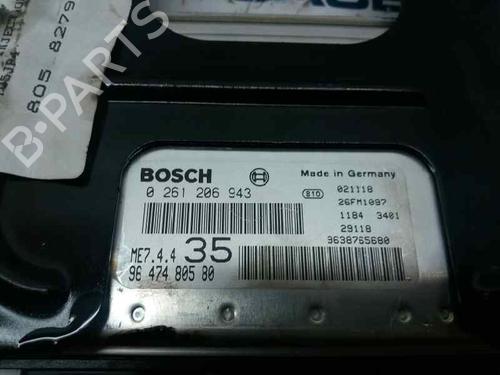 805 8279
B-PARTS
BOSCH
Made in Germany
0 261 206 943
810
021118
26FM1097
1184 3401
29118
9638765680
ME7.4.4 35
96 474 805 80